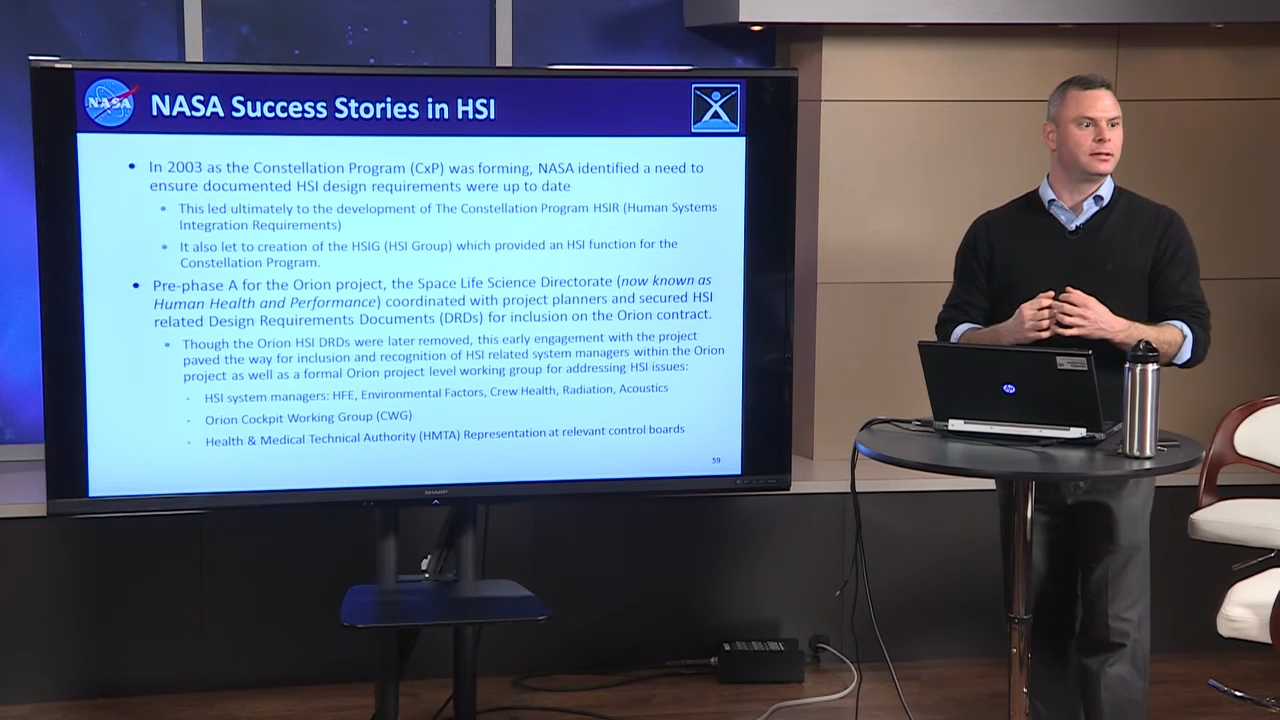 NASA
NASA Success Stories in HSI
• In 2003 as the Constellation Program (CxP) was forming, NASA identified a need to
ensure documented HSI design requirements were up to date
• This led ultimately to the development of The Constellation Program HSIR (Human Systems
Integration Requirements)
• It also let to creation of the HSIG (HSI Group) which provided an HSI function for the
Constellation Program.
• Pre-phase A for the Orion project, the Space Life Science Directorate (now known as
Human Health and Performance) coordinated with project planners and secured HSI
related Design Requirements Documents (DRDs) for inclusion on the Orion contract.
• Though the Orion HSI DRDs were later removed, this early engagement with the project
paved the way for inclusion and recognition of HSI related system managers within the Orion
project as well as a formal Orion project level working group for addressing HSI issues:
- HSI system managers: HFE, Environmental Factors, Crew Health, Radiation, Acoustics
- Orion Cockpit Working Group (CWG)
- Health & Medical Technical Authority (HMTA) Representation at relevant control boards
59
SHARP
hp